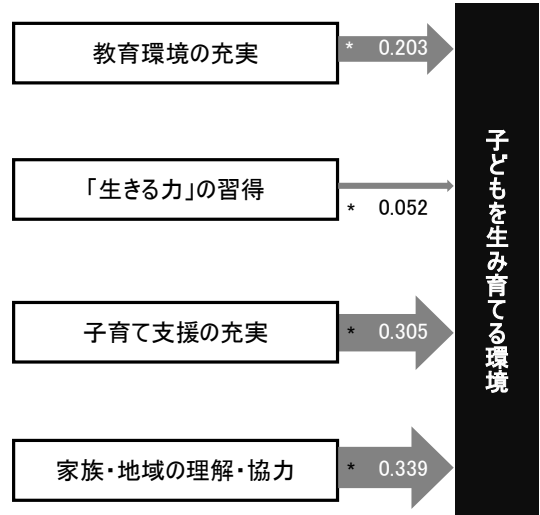 教育環境の充実
* 0.203
「生きる力」の習得
* 0.052
子育て支援の充実
* 0.305
家族・地域の理解・協力
* 0.339
子どもを生み育てる環境